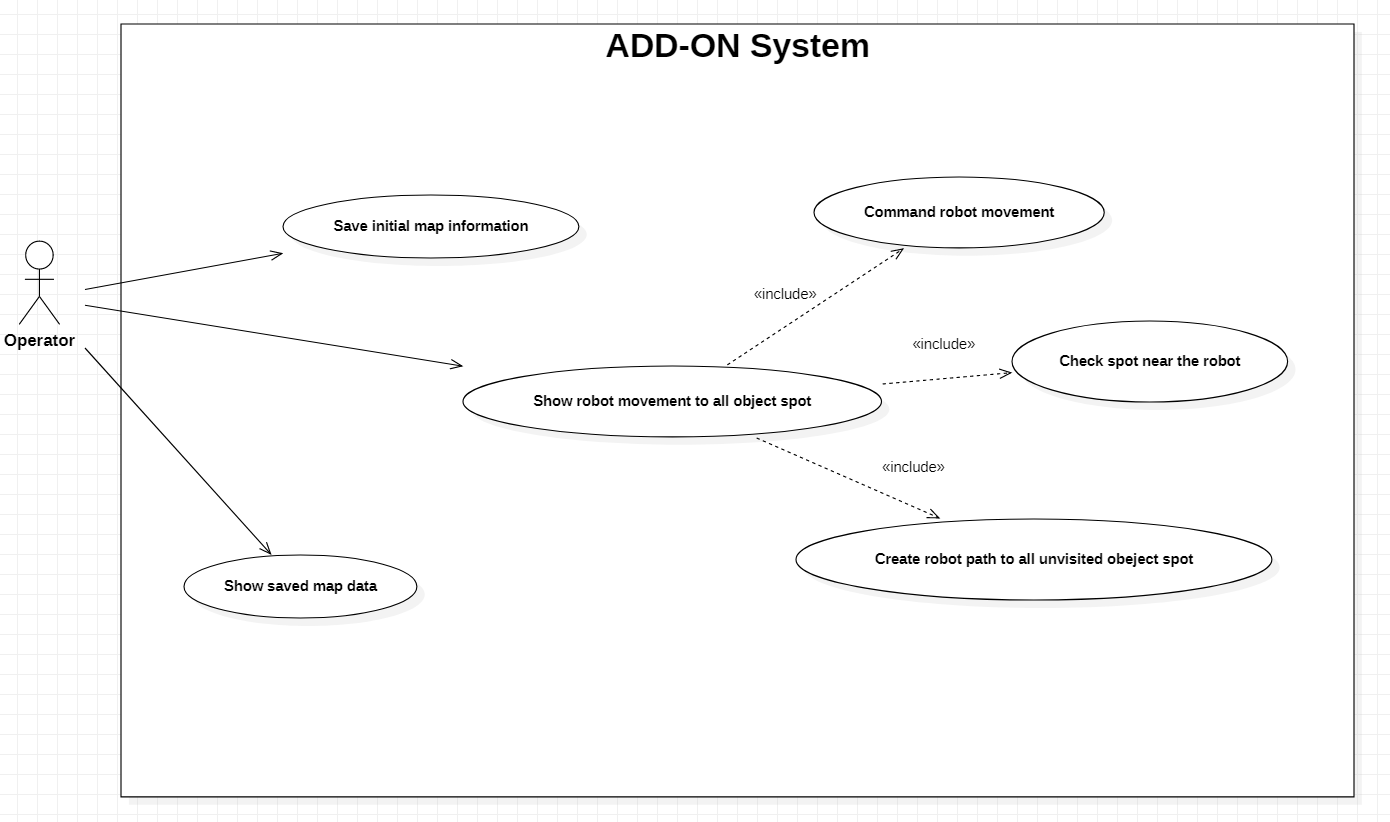 ADD-ON System
Save initial map information
Command robot movement
Operator
«include»
«include»
Check spot near the robot
Show robot movement to all object spot
«include»
Create robot path to all unvisited obeject spot
Show saved map data